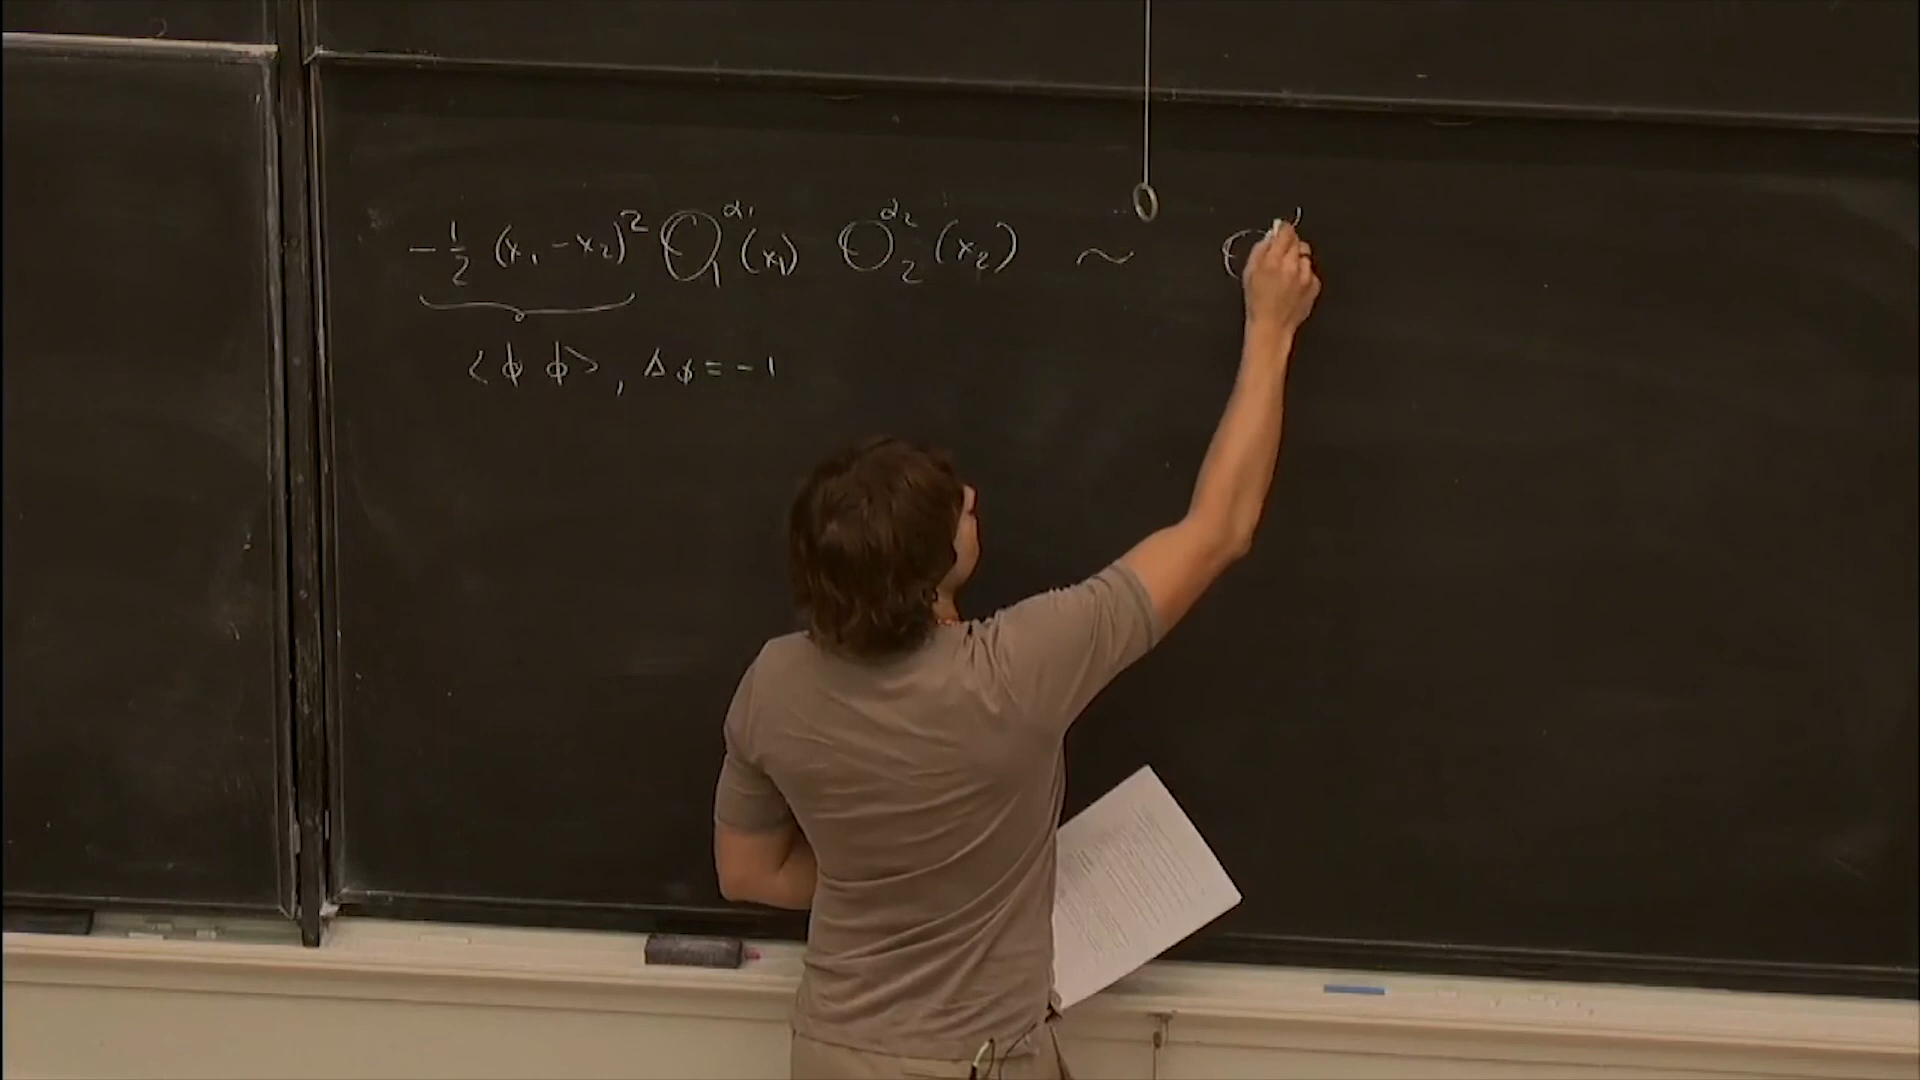 -1/2 (x₁ - x₂)² O₁^α₁(x₁) O₂^α₂(x₂) ~
⟨ϕ ϕ⟩, Δϕ = -1